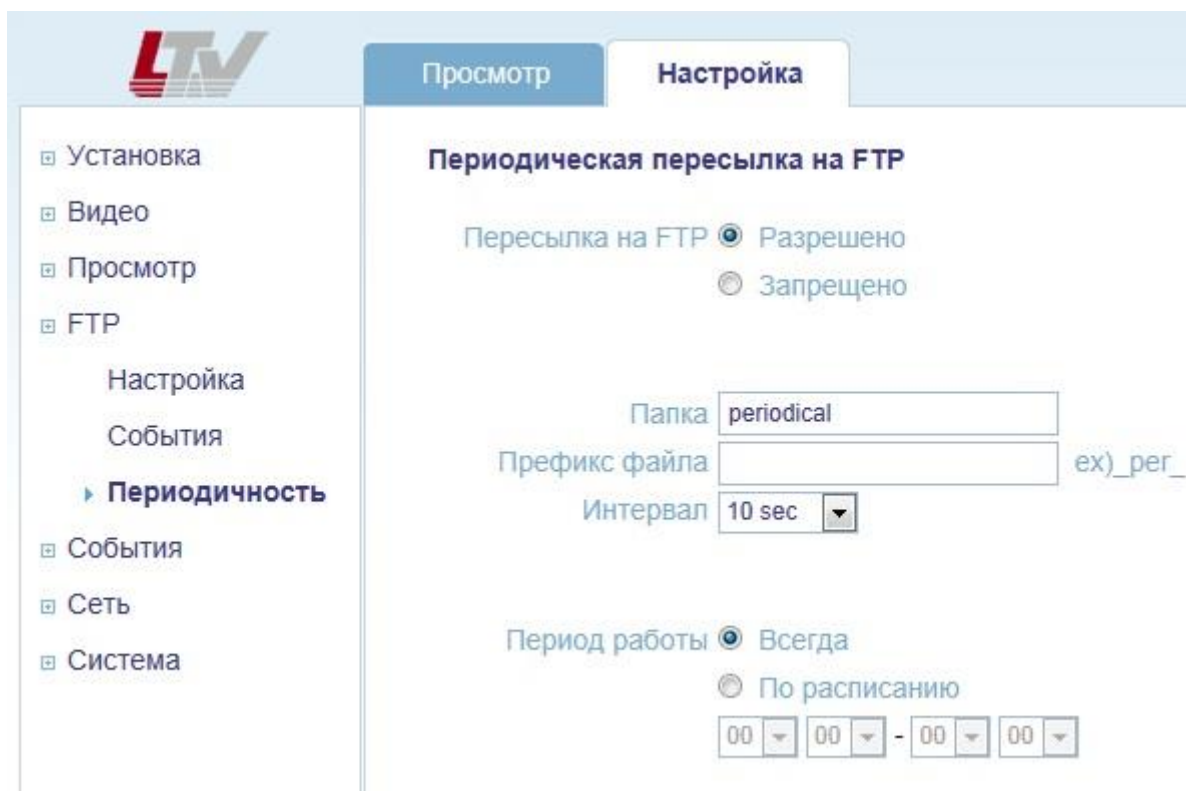 LTV
Просмотр
Настройка
Установка
Видео
Просмотр
FTP
Настройка
События
Периодичность
События
Сеть
Система
Периодическая пересылка на FTP
Пересылка на FTP Разрешено
Запрещено
Папка periodical
Префикс файла ex)_per_
Интервал 10 sec
Период работы Всегда
По расписанию
00 00 - 00 00